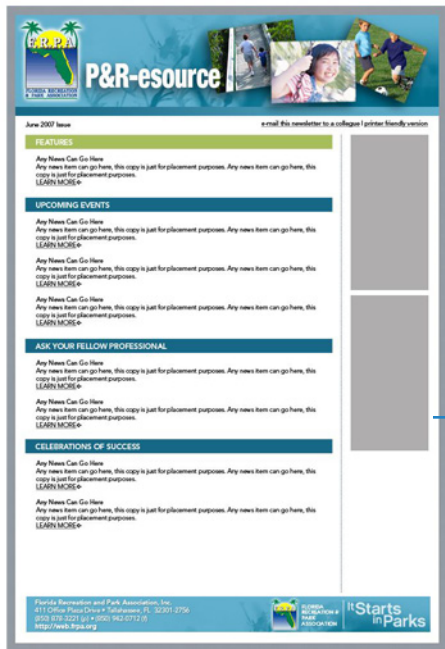 FRPA
FLORIDA RECREATION
& PARK ASSOCIATION
P&R-esource
June 2007 Issue
e-mail this newsletter to a collegue | printer friendly version
FEATURES
Any News Can Go Here
Any news item can go here, this copy is just for placement purposes. Any news item can go here, this
copy is just for placement purposes.
LEARN MORE
UPCOMING EVENTS
Any News Can Go Here
Any news item can go here, this copy is just for placement purposes. Any news item can go here, this
copy is just for placement purposes.
LEARN MORE
Any News Can Go Here
Any news item can go here, this copy is just for placement purposes. Any news item can go here, this
copy is just for placement purposes.
LEARN MORE
Any News Can Go Here
Any news item can go here, this copy is just for placement purposes. Any news item can go here, this
copy is just for placement purposes.
LEARN MORE
ASK YOUR FELLOW PROFESSIONAL
Any News Can Go Here
Any news item can go here, this copy is just for placement purposes. Any news item can go here, this
copy is just for placement purposes.
LEARN MORE
Any News Can Go Here
Any news item can go here, this copy is just for placement purposes. Any news item can go here, this
copy is just for placement purposes.
LEARN MORE
CELEBRATIONS OF SUCCESS
Any News Can Go Here
Any news item can go here, this copy is just for placement purposes. Any news item can go here, this
copy is just for placement purposes.
LEARN MORE
Any News Can Go Here
Any news item can go here, this copy is just for placement purposes. Any news item can go here, this
copy is just for placement purposes.
LEARN MORE
Florida Recreation and Park Association, Inc.
411 Office Plaza Drive • Tallahassee, FL 32301-2756
(850) 878-3221 (p) • (850) 942-0712 (f)
http://web.frpa.org
FRPA
FLORIDA
RECREATION &
PARK
ASSOCIATION
It Starts
in Parks